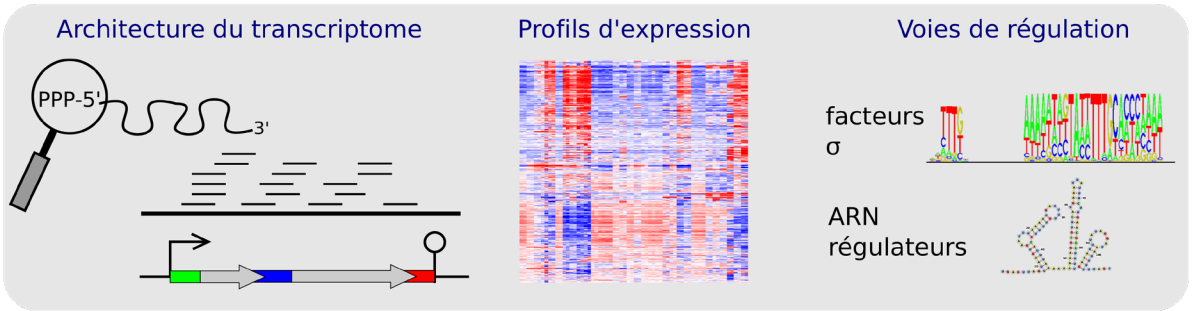 Architecture du transcriptome
Profils d'expression
Voies de régulation
PPP-5'
3'
facteurs
σ
ARN
régulateurs